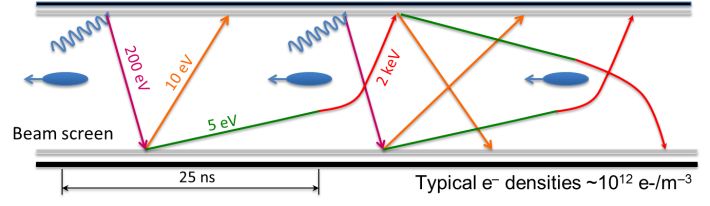 200 eV
10 eV
5 eV
2 keV
Beam screen
25 ns
Typical e⁻ densities ~10¹² e-/m⁻³